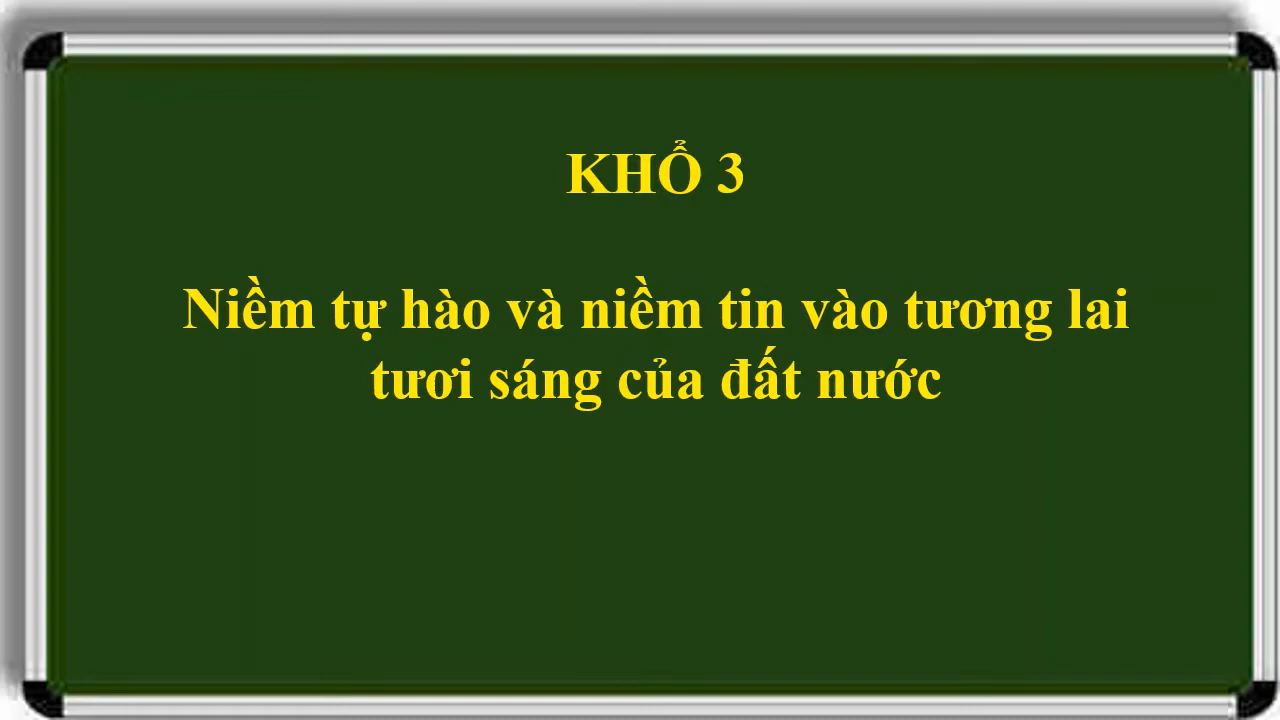 KHỔ 3
Niềm tự hào và niềm tin vào tương lai
tươi sáng của đất nước